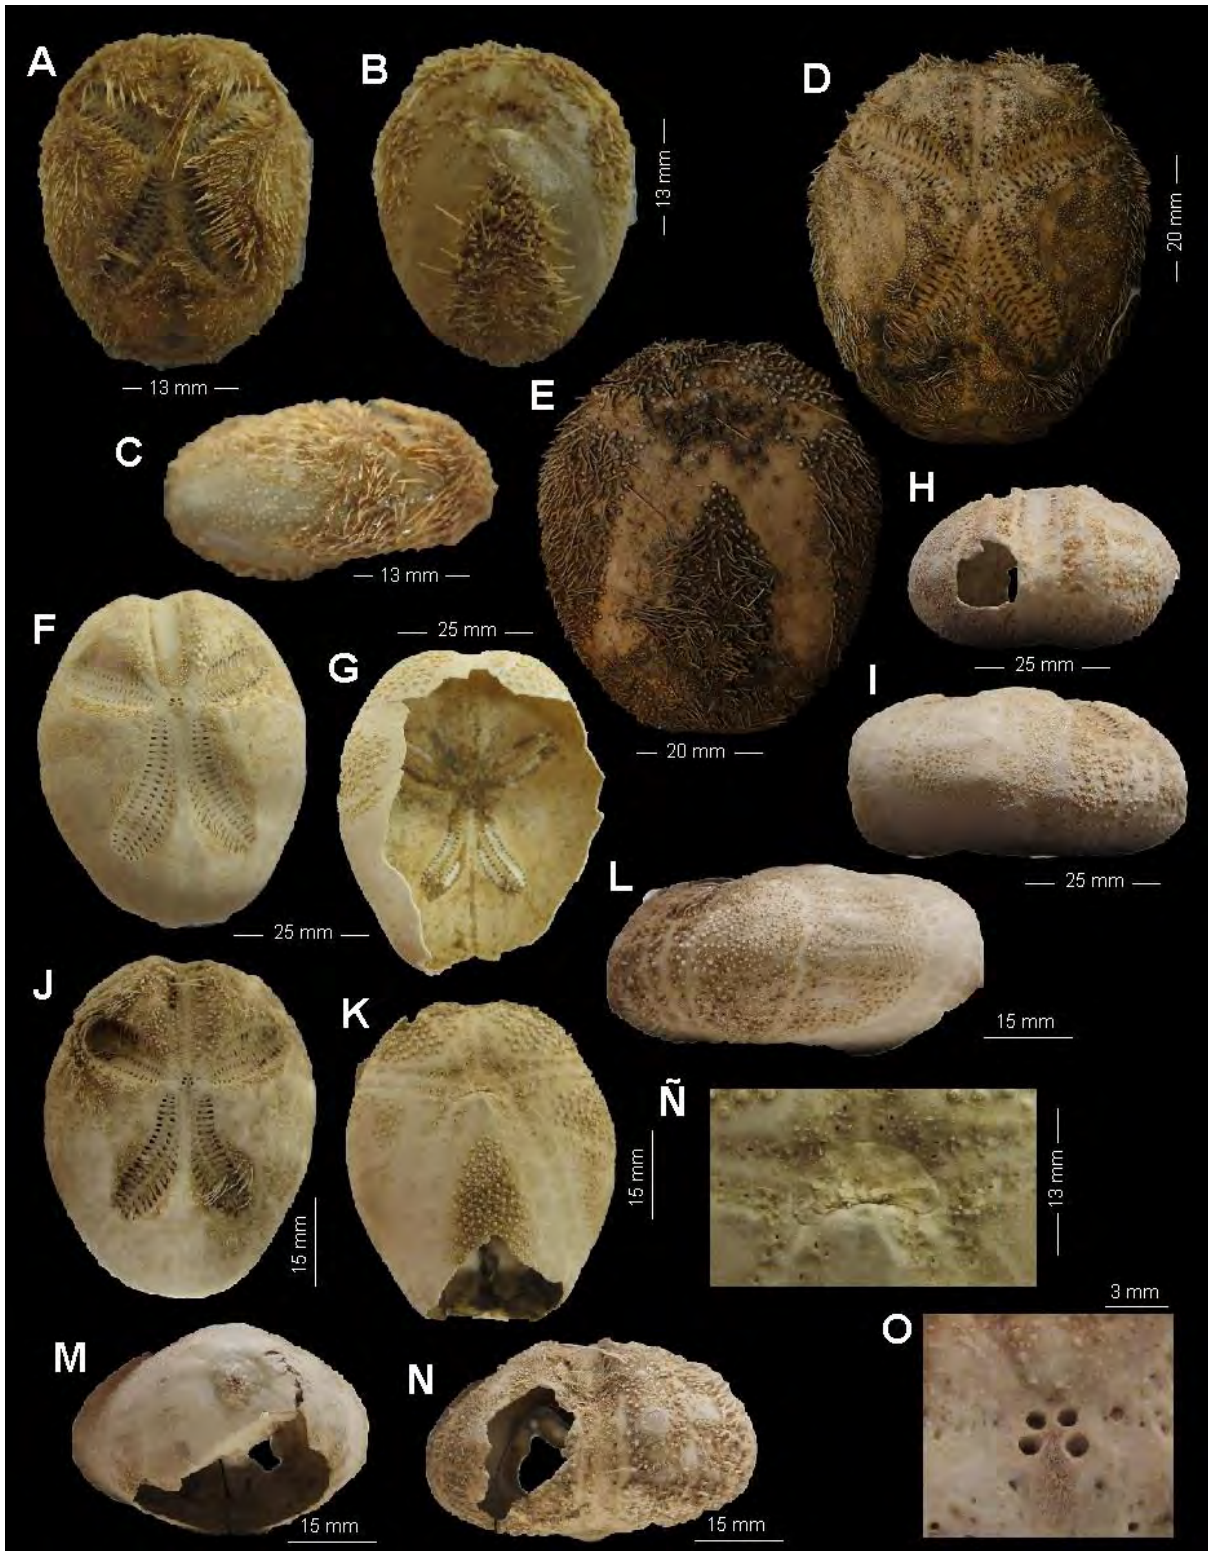 A
B
D
— 13 mm —
— 20 mm —
— 13 mm —
E
C
H
— 13 mm —
F
— 25 mm —
G
— 25 mm —
I
— 25 mm —
— 20 mm —
— 25 mm —
L
J
K
15 mm
Ñ
— 13 mm —
15 mm
15 mm
3 mm
O
M
N
15 mm
15 mm